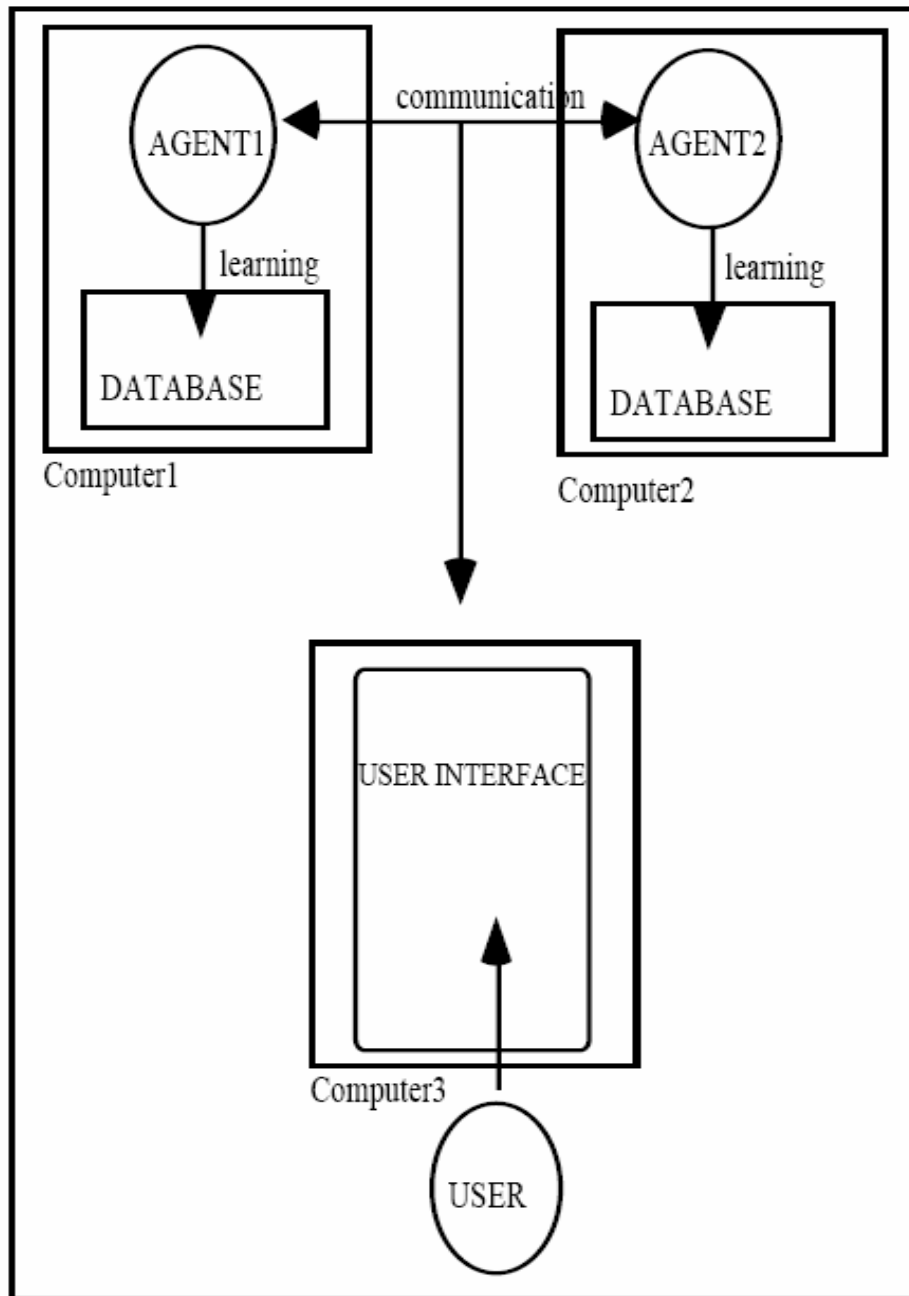 communication
AGENT1
AGENT2
learning
learning
DATABASE
DATABASE
Computer1
Computer2
USER INTERFACE
Computer3
USER